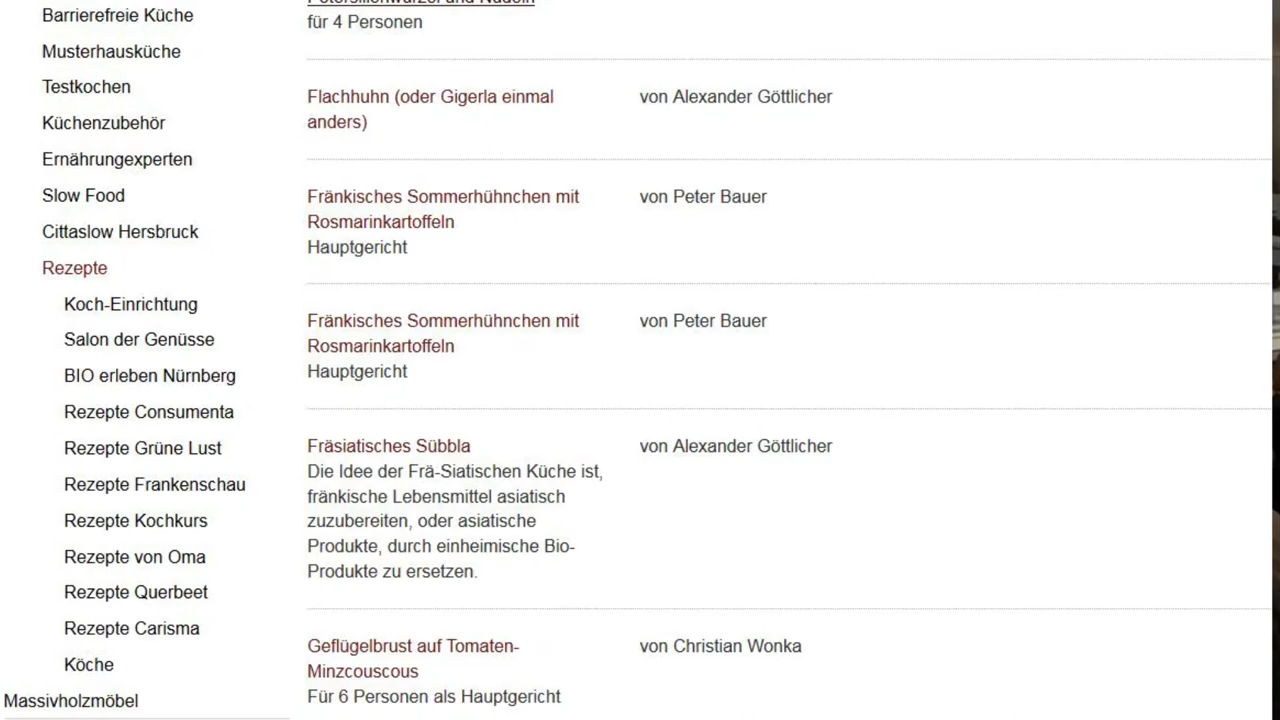 Barrierefreie Küche
Musterhausküche
Testkochen
Küchenzubehör
Ernährungexperten
Slow Food
Cittaslow Hersbruck
Rezepte
Koch-Einrichtung
Salon der Genüsse
BIO erleben Nürnberg
Rezepte Consumenta
Rezepte Grüne Lust
Rezepte Frankenschau
Rezepte Kochkurs
Rezepte von Oma
Rezepte Querbeet
Rezepte Carisma
Köche
Massivholzmöbel
Petersilienwurzel und Nudeln
für 4 Personen
Flachhuhn (oder Gigerla einmal
anders)
von Alexander Göttlicher
Fränkisches Sommerhühnchen mit
Rosmarinkartoffeln
Hauptgericht
von Peter Bauer
Fränkisches Sommerhühnchen mit
Rosmarinkartoffeln
Hauptgericht
von Peter Bauer
Fräsiatisches Sübbla
Die Idee der Frä-Siatischen Küche ist,
fränkische Lebensmittel asiatisch
zuzubereiten, oder asiatische
Produkte, durch einheimische Bio-
Produkte zu ersetzen.
von Alexander Göttlicher
Geflügelbrust auf Tomaten-
Minzcouscous
Für 6 Personen als Hauptgericht
von Christian Wonka